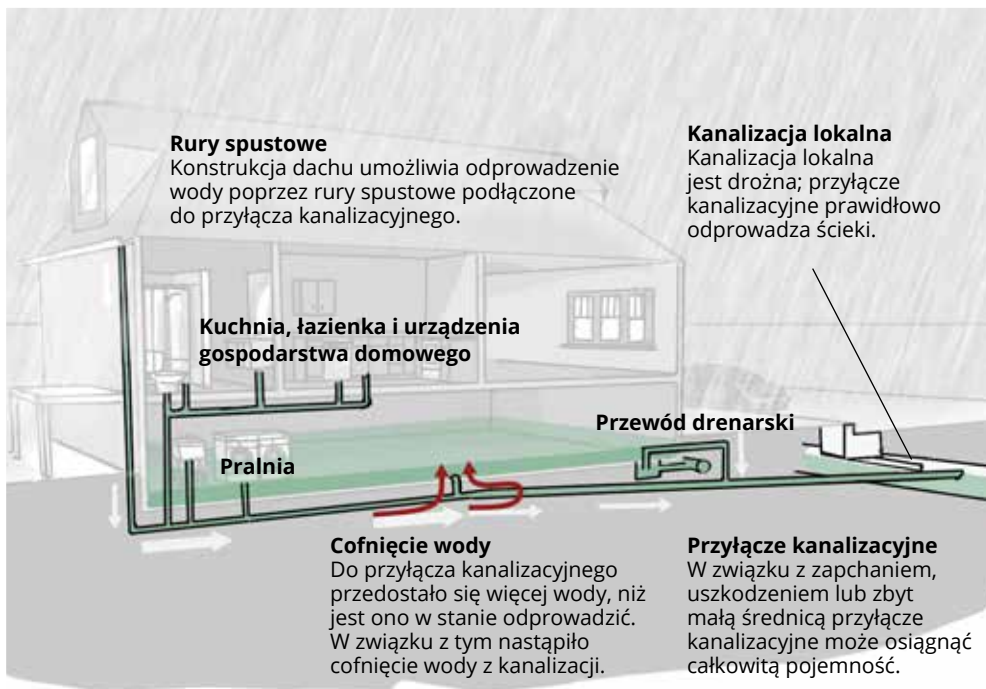 Rury spustowe
Konstrukcja dachu umożliwia odprowadzenie
wody poprzez rury spustowe podłączone
do przyłącza kanalizacyjnego.
Kanalizacja lokalna
Kanalizacja lokalna
jest drożna; przyłącze
kanalizacyjne prawidłowo
odprowadza ścieki.
Kuchnia, łazienka i urządzenia
gospodarstwa domowego
Przewód drenarski
Pralnia
Cofnięcie wody
Do przyłącza kanalizacyjnego
przedostało się więcej wody, niż
jest ono w stanie odprowadzić.
W związku z tym nastąpiło
cofnięcie wody z kanalizacji.
Przyłącze kanalizacyjne
W związku z zapchaniem,
uszkodzeniem lub zbyt
małą średnicą przyłącze
kanalizacyjne może osiągnąć
całkowitą pojemność.